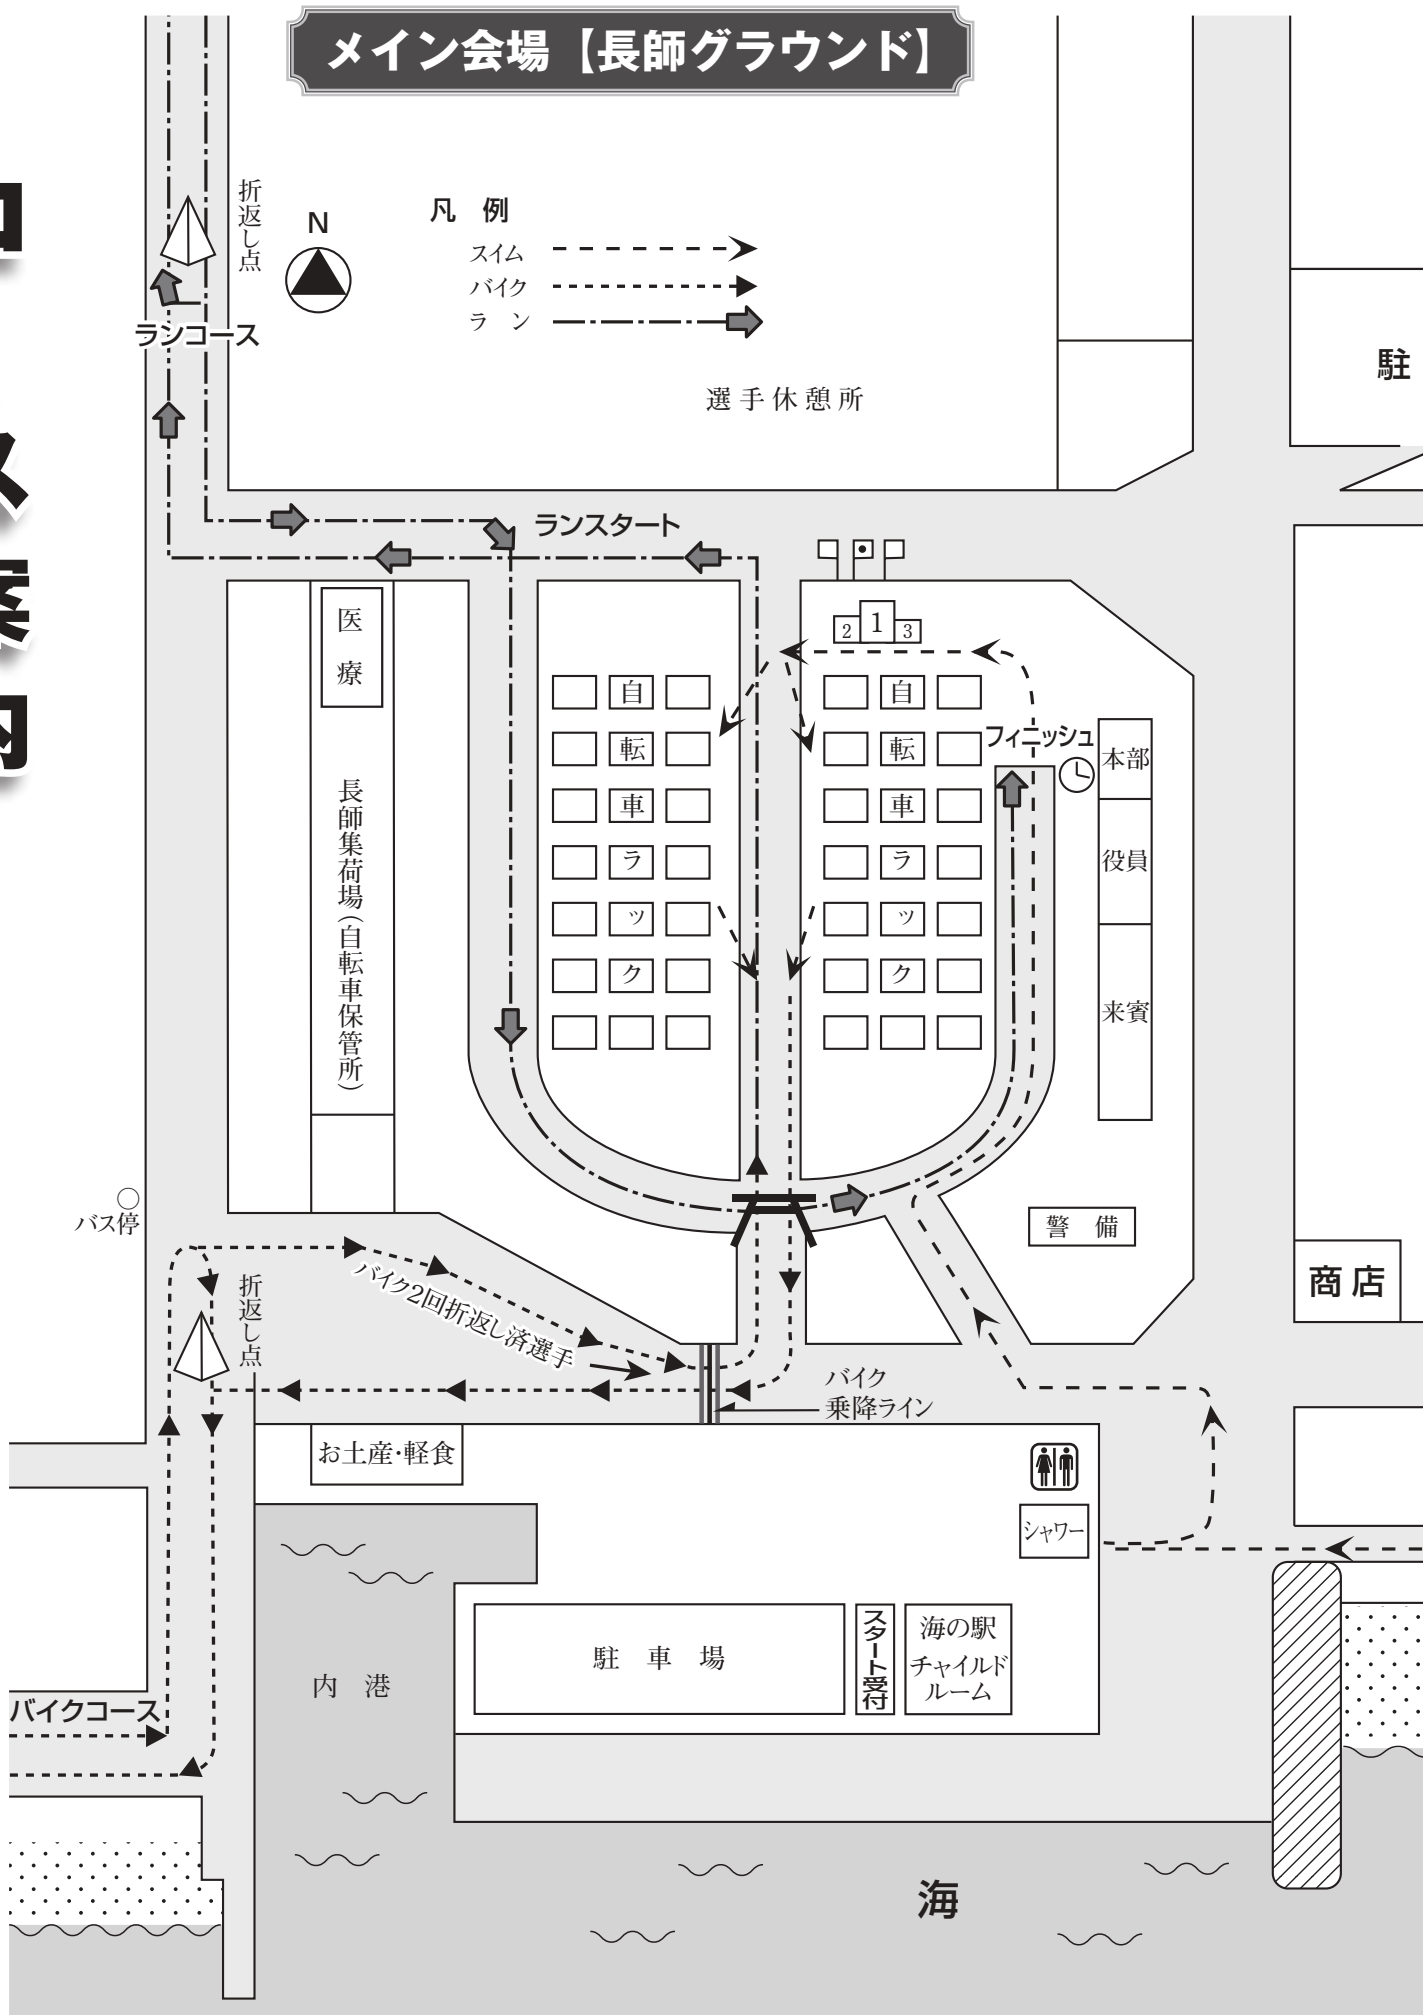 メイン会場【長師グラウンド】
折返し点
N
凡 例
スイム
バイク
ラ ン
ランコース
駐
選手休憩所
ランスタート
医療
1
2
3
自転車ラック
自転車ラック
フィニッシュ
本部
役員
来賓
長師集荷場(自転車保管所)
バス停
警 備
商店
折返し点
バイク2回折返し済選手
バイク
乗降ライン
お土産・軽食
シャワー
駐 車 場
スタート受付
海の駅
チャイルド
ルーム
内 港
バイクコース
海
内